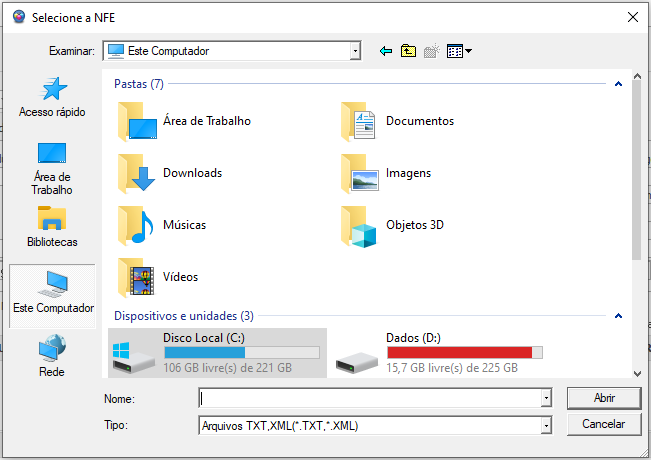 Selecione a NFE
Examinar: Este Computador
Acesso rápido
Área de
Trabalho
Bibliotecas
Este Computador
Rede
Pastas (7)
Área de Trabalho
Documentos
Downloads
Imagens
Músicas
Objetos 3D
Vídeos
Dispositivos e unidades (3)
Disco Local (C:)
106 GB livre(s) de 221 GB
Dados (D:)
15,7 GB livre(s) de 225 GB
Nome:
Abrir
Tipo: Arquivos TXT,XML(*.TXT,*.XML)
Cancelar